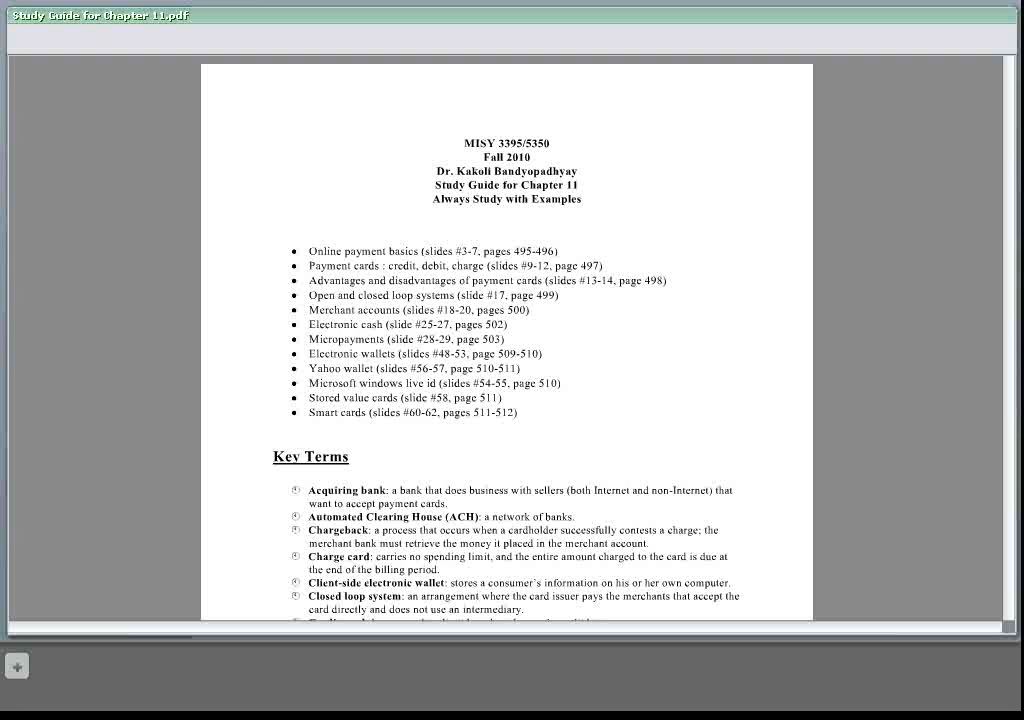 Study Guide for Chapter 11.pdf
MISY 3395/5350
Fall 2010
Dr. Kakoli Bandyopadhyay
Study Guide for Chapter 11
Always Study with Examples
• Online payment basics (slides #3-7, pages 495-496)
• Payment cards : credit, debit, charge (slides #9-12, page 497)
• Advantages and disadvantages of payment cards (slides #13-14, page 498)
• Open and closed loop systems (slide #17, page 499)
• Merchant accounts (slides #18-20, pages 500)
• Electronic cash (slide #25-27, pages 502)
• Micropayments (slide #28-29, page 503)
• Electronic wallets (slides #48-53, page 509-510)
• Yahoo wallet (slides #56-57, page 510-511)
• Microsoft windows live id (slides #54-55, page 510)
• Stored value cards (slide #58, page 511)
• Smart cards (slides #60-62, pages 511-512)
Key Terms
Acquiring bank: a bank that does business with sellers (both Internet and non-Internet) that
want to accept payment cards.
Automated Clearing House (ACH): a network of banks.
Chargeback: a process that occurs when a cardholder successfully contests a charge; the
merchant bank must retrieve the money it placed in the merchant account.
Charge card: carries no spending limit, and the entire amount charged to the card is due at
the end of the billing period.
Client-side electronic wallet: stores a consumer's information on his or her own computer.
Closed loop system: an arrangement where the card issuer pays the merchants that accept the
card directly and does not use an intermediary.